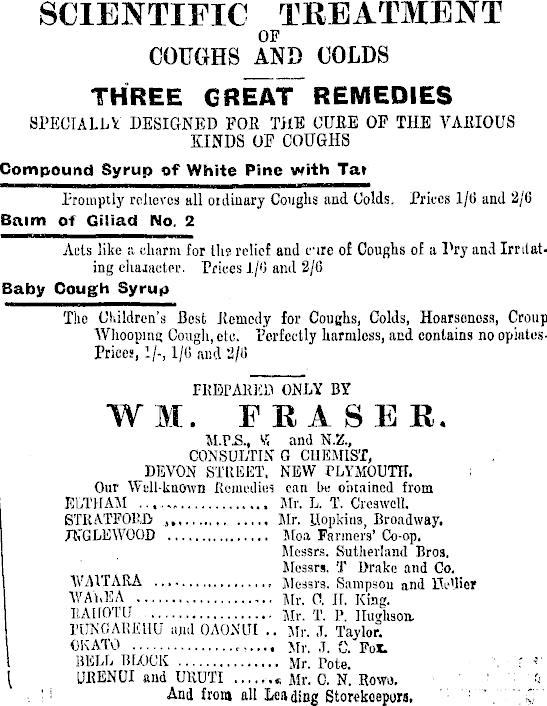 SCIENTIFIC TREATMENT
OF
COUGHS AND COLDS
THREE GREAT REMEDIES
SPECIALLY DESIGNED FOR THE CURE OF THE VARIOUS
KINDS OF COUGHS
Compound Syrup of White Pine with Tar
Promptly relieves all ordinary Coughs and Colds. Prices 1/6 and 2/6
Balm of Giliad No. 2
Acts like a charm for the relief and cure of Coughs of a Dry and Irritat-
ing character. Prices 1/6 and 2/6
Baby Cough Syrup
The Children's Best Remedy for Coughs, Colds, Hoarseness, Croup
Whooping Cough, etc. Perfectly harmless, and contains no opiates.
Prices, 1/-, 1/6 and 2/6
PREPARED ONLY BY
WM. FRASER.
M.P.S., and N.Z.,
CONSULTING CHEMIST,
DEVON STREET, NEW PLYMOUTH.
Our Well-known Remedies can be obtained from
ELTHAM .................. Mr. L. T. Creswell.
STRATFORD ............... Mr. Hopkins, Broadway.
INGLEWOOD ............... Moa Farmers' Co-op.
Messrs. Sutherland Bros.
Messrs. T Drake and Co.
WAITARA .................. Messrs. Sampson and Hellier
WAREA .................... Mr. C. H. King.
RAHOTU .................. Mr. T. P. Hughson.
PUNGAREHU and OAONUI .. Mr. J. Taylor.
OKATO ..................... Mr. J. C. Fox.
BELL BLOCK ............... Mr. Pote.
URENUI and URUTI ....... Mr. C. N. Rowe.
And from all Leading Storekeepers.